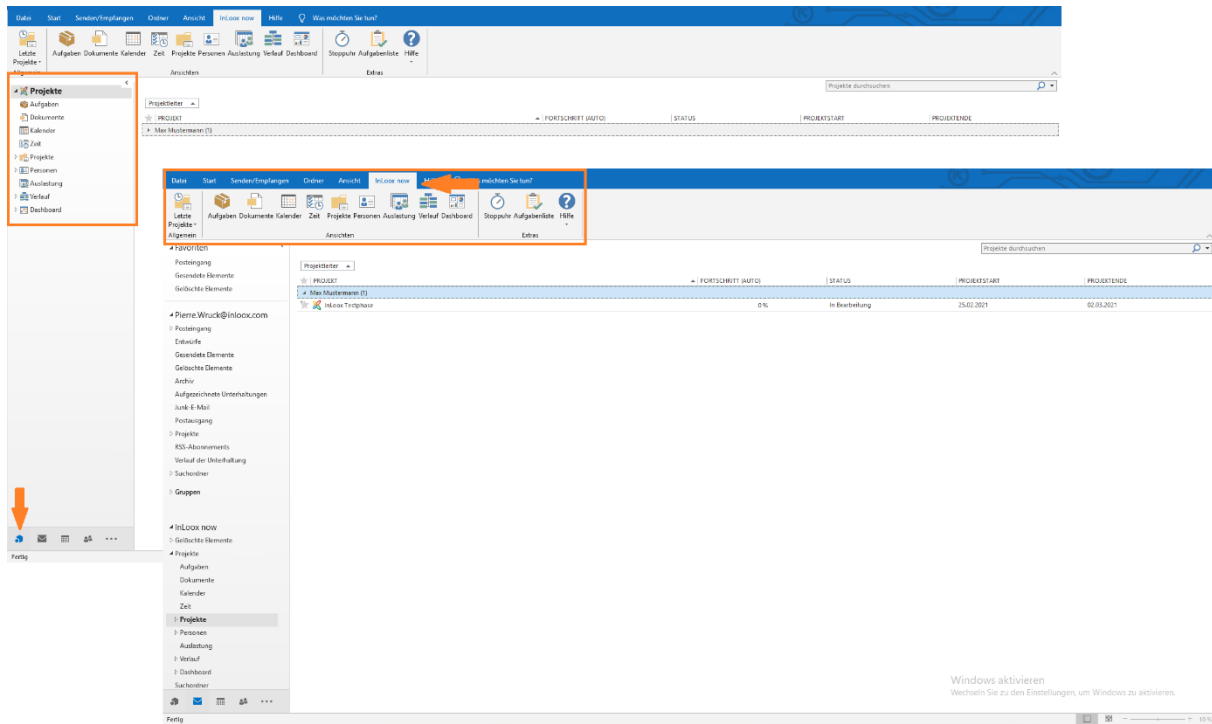 Datei Start Senden/Empfangen Ordner Ansicht InLoox now Hilfe Was möchten Sie tun?
Letzte Projekte Aufgaben Dokumente Kalender Zeit Projekte Personen Auslastung Verlauf Dashboard Stoppuhr Aufgabenliste Hilfe
Allgemein Ansichten Extras
Projekte durchsuchen
Projekte
Aufgaben
Dokumente
Kalender
Zeit
Projekte
Personen
Auslastung
Verlauf
Dashboard
Projektleiter
PROJEKT FORTSCHRITT (AUTO) STATUS PROJEKTSTART PROJEKTENDE
Max Mustermann (1)
Fertig
Datei Start Senden/Empfangen Ordner Ansicht InLoox now möchten Sie tun?
Letzte Projekte Aufgaben Dokumente Kalender Zeit Projekte Personen Auslastung Verlauf Dashboard Stoppuhr Aufgabenliste Hilfe
Allgemein Ansichten Extras
Projekte durchsuchen
Favoriten
Posteingang
Gesendete Elemente
Gelöschte Elemente
Pierre.Wruck@inloox.com
Posteingang
Entwürfe
Gesendete Elemente
Gelöschte Elemente
Archiv
Aufgezeichnete Unterhaltungen
Junk-E-Mail
Postausgang
Projekte
RSS-Abonnements
Verlauf der Unterhaltung
Suchordner
Gruppen
InLoox now
Gelöschte Elemente
Projekte
Aufgaben
Dokumente
Kalender
Zeit
Projekte
Personen
Auslastung
Verlauf
Dashboard
Suchordner
Projektleiter
PROJEKT FORTSCHRITT (AUTO) STATUS PROJEKTSTART PROJEKTENDE
Max Mustermann (1)
InLoox Testphase 0 % In Bearbeitung 25.02.2021 02.03.2021
Windows aktivieren
Wechseln Sie zu den Einstellungen, um Windows zu aktivieren.
Fertig 10 %